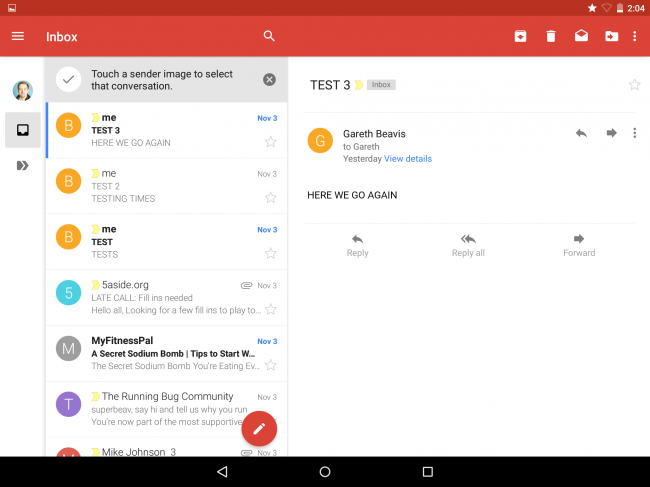 2:04
Inbox
Touch a sender image to select
that conversation.
B
me
Nov 3
TEST 3
HERE WE GO AGAIN
B
me
Nov 3
TEST 2
TESTING TIMES
B
me
Nov 3
TEST
TESTS
5
5aside.org
Nov 3
LATE CALL: Fill ins needed
Hello all, Looking for a few fill ins to play to...
M
MyFitnessPal
Nov 3
A Secret Sodium Bomb | Tips to Start W...
The Secret Sodium Bomb You're Eating Ev...
T
The Running Bug Community
Nov 3
superbeav, say hi and tell us why you run
You're now part of the most supportive
Mike Johnson_3
Nov 3
TEST 3
Inbox
G
Gareth Beavis
to Gareth
Yesterday View details
HERE WE GO AGAIN
Reply
Reply all
Forward